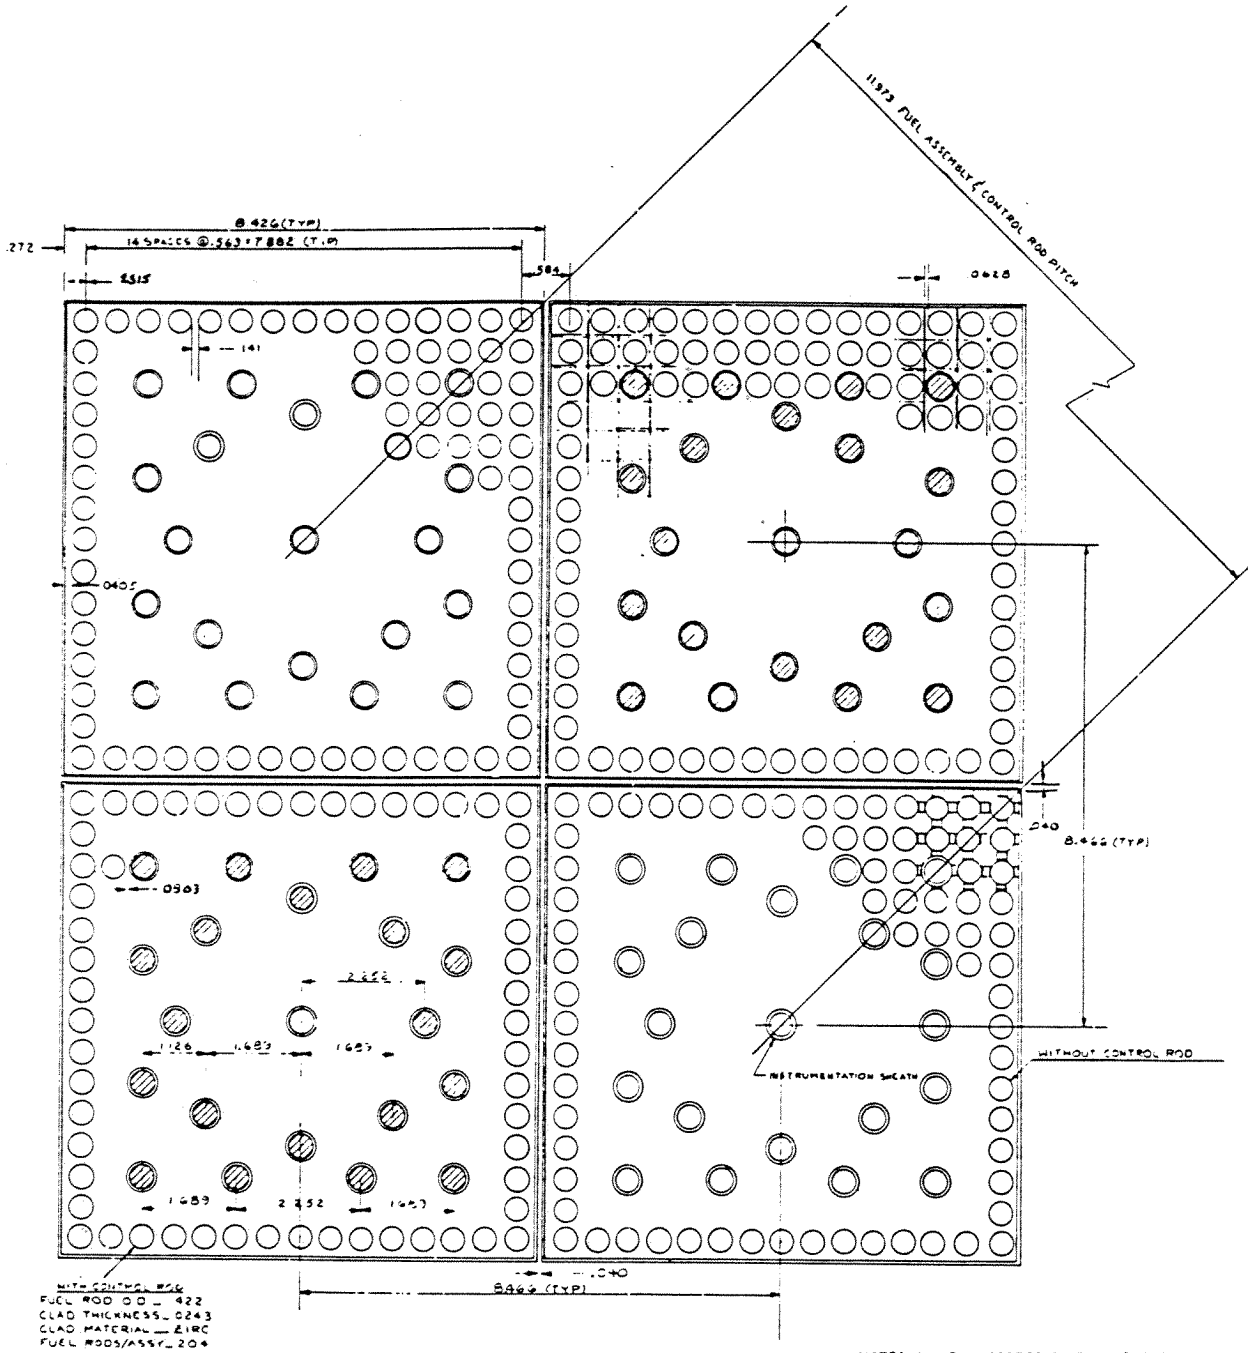 11.973 FUEL ASSEMBLY & CONTROL ROD PITCH
8.426 (TYP)
.272
14 SPACES @ .563 = 7.882 (TYP)
.584
.0628
.141
.0405
.040
8.466 (TYP)
.0963
2.252
1.126
1.689
1.689
WITHOUT CONTROL ROD
INSTRUMENTATION SHEATH
1.689
2.252
1.689
.040
8.466 (TYP)
WITH CONTROL ROD
FUEL ROD O.D. .422
CLAD THICKNESS .0243
CLAD MATERIAL ZIRC
FUEL RODS/ASSY. 204